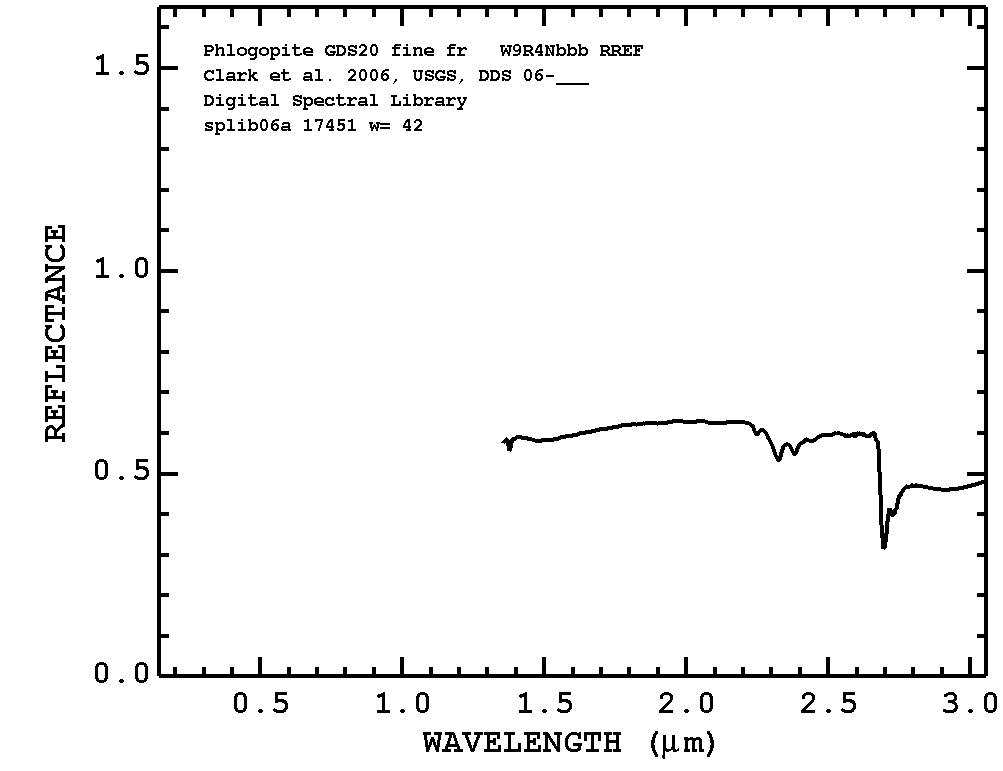 Phlogopite GDS20 fine fr W9R4Nbbb RREF
Clark et al. 2006, USGS, DDS 06-___
Digital Spectral Library
splib06a 17451 w= 42
REFLECTANCE
1.5
1.0
0.5
0.0
0.5 1.0 1.5 2.0 2.5 3.0
WAVELENGTH (μm)